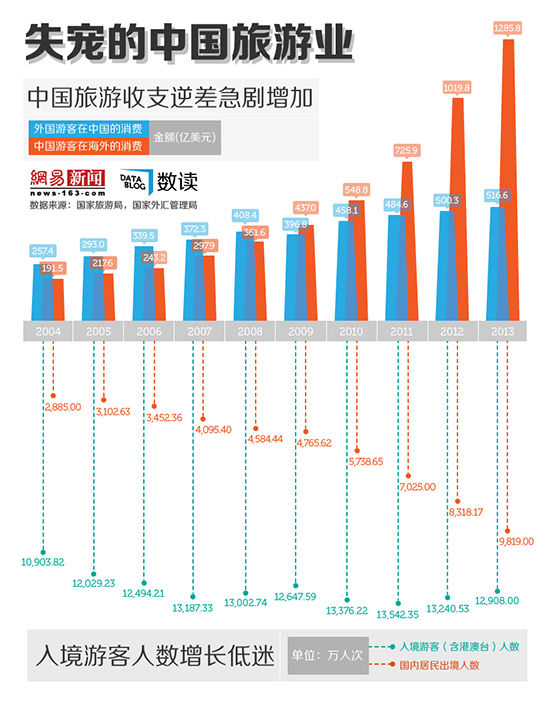 失宠的中国旅游业
中国旅游收支逆差急剧增加
外国游客在中国的消费
中国游客在海外的消费
金额(亿美元)
網易 新闻
news·163·com
DATA BLOG 数读
数据来源：国家旅游局，国家外汇管理局
257.4 293.0 339.5 372.3 408.4 396.8 458.1 484.6 500.3 516.6
191.5 217.6 243.2 297.9 361.6 437.0 548.8 725.9 1019.8 1285.8
2004 2005 2006 2007 2008 2009 2010 2011 2012 2013
2,885.00 3,102.63 3,452.36 4,095.40 4,584.44 4,765.62 5,738.65 7,025.00 8,318.17 9,819.00
10,903.82 12,029.23 12,494.21 13,187.33 13,002.74 12,647.59 13,376.22 13,542.35 13,240.53 12,908.00
入境游客人数增长低迷
单位：万人次
入境游客（含港澳台）人数
国内居民出境人数